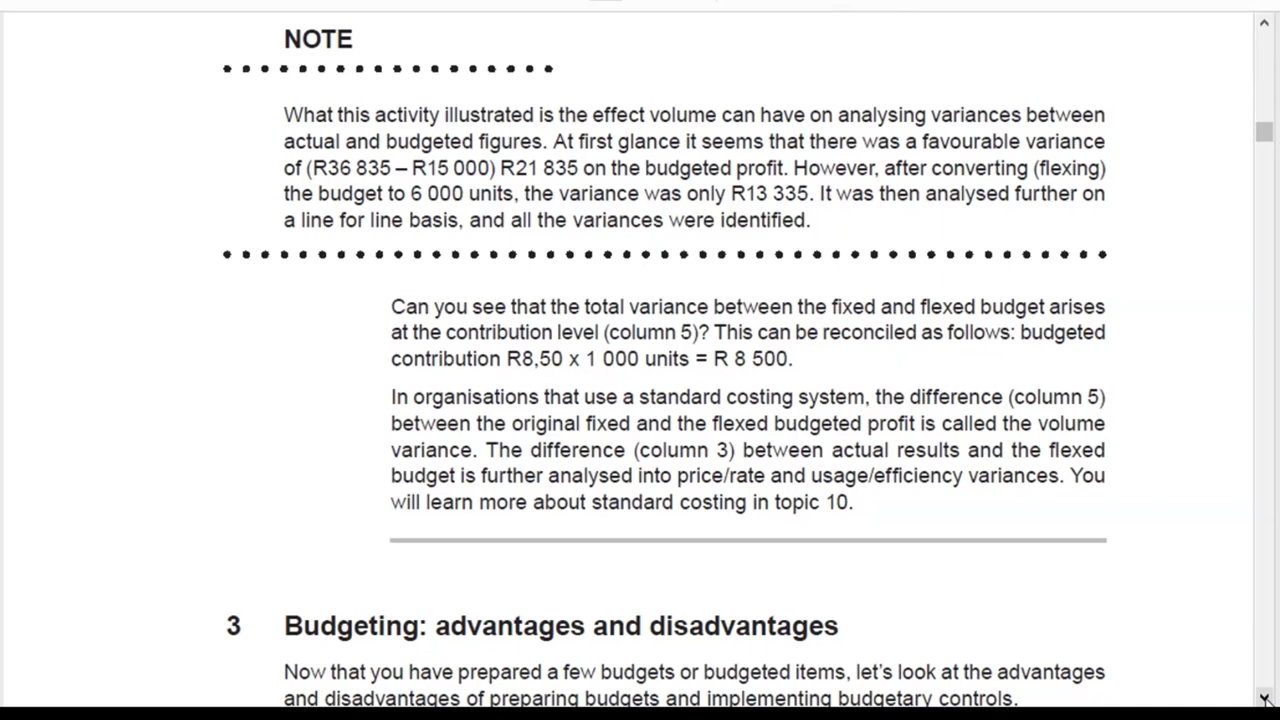 NOTE
What this activity illustrated is the effect volume can have on analysing variances between
actual and budgeted figures. At first glance it seems that there was a favourable variance
of (R36 835 – R15 000) R21 835 on the budgeted profit. However, after converting (flexing)
the budget to 6 000 units, the variance was only R13 335. It was then analysed further on
a line for line basis, and all the variances were identified.
Can you see that the total variance between the fixed and flexed budget arises
at the contribution level (column 5)? This can be reconciled as follows: budgeted
contribution R8,50 x 1 000 units = R 8 500.
In organisations that use a standard costing system, the difference (column 5)
between the original fixed and the flexed budgeted profit is called the volume
variance. The difference (column 3) between actual results and the flexed
budget is further analysed into price/rate and usage/efficiency variances. You
will learn more about standard costing in topic 10.
3 Budgeting: advantages and disadvantages
Now that you have prepared a few budgets or budgeted items, let's look at the advantages
and disadvantages of preparing budgets and implementing budgetary controls.